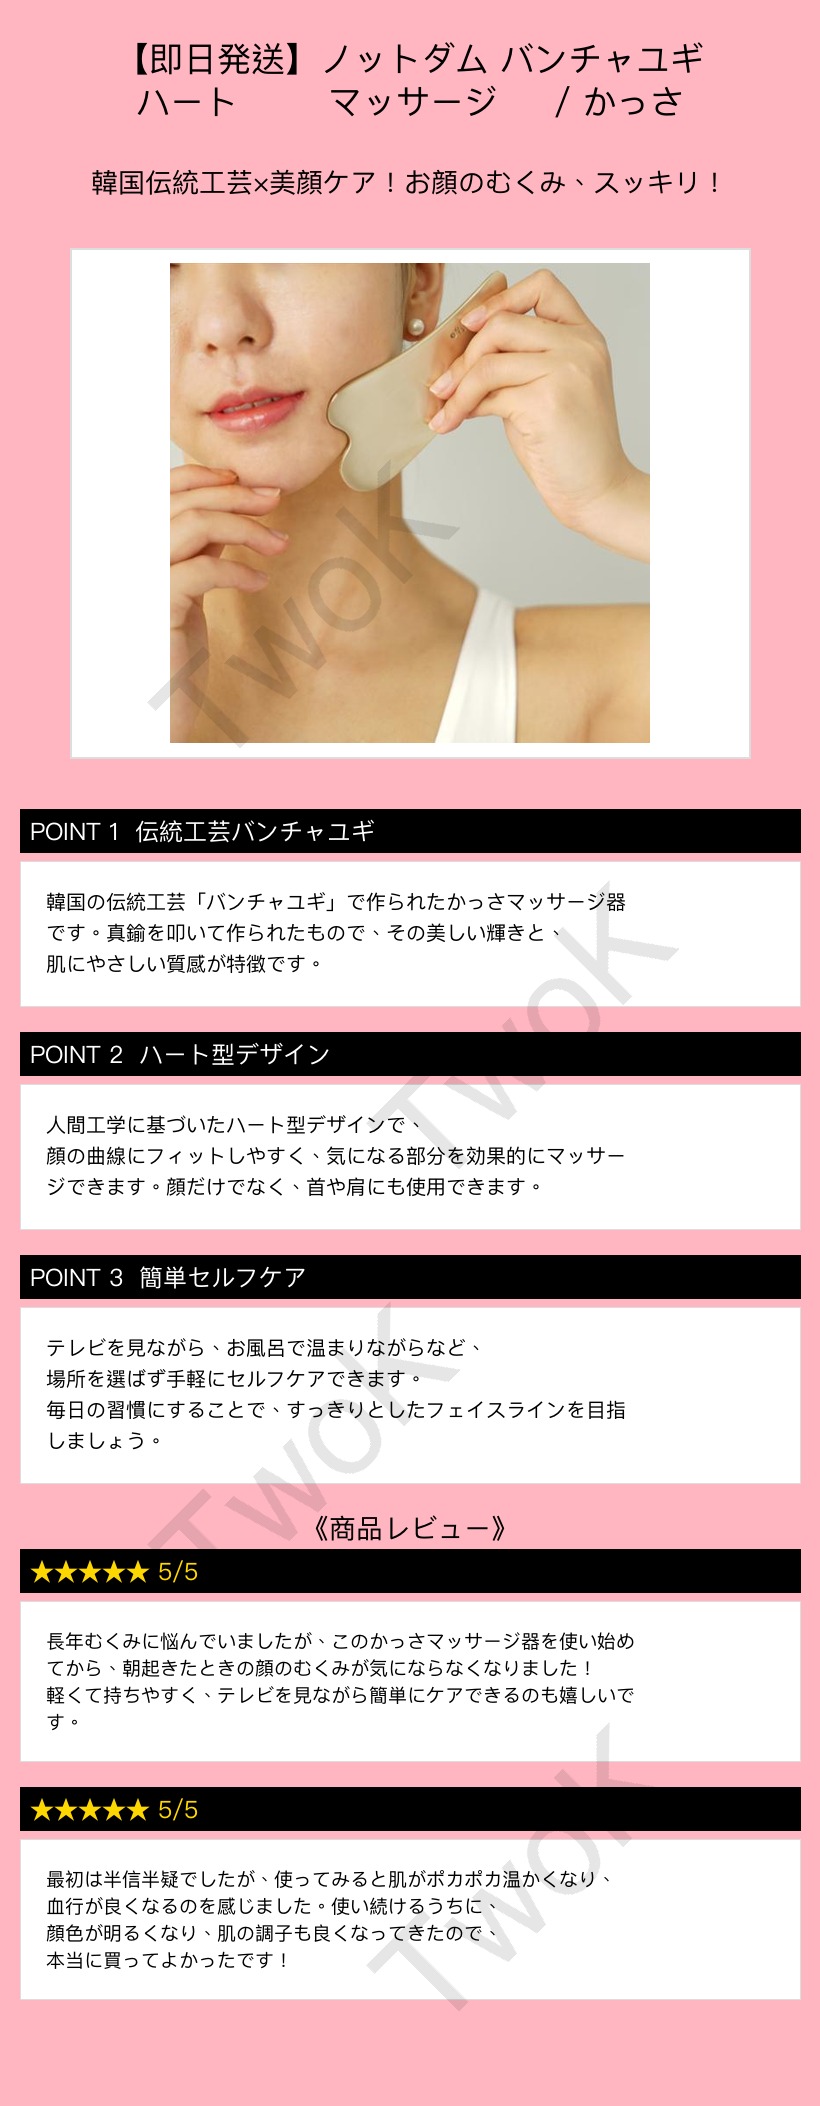 【即日発送】ノットダム バンチャユギ
ハート マッサージ / かっさ
韓国伝統工芸×美顔ケア！お顔のむくみ、スッキリ！
TwoK
POINT 1 伝統工芸バンチャユギ
韓国の伝統工芸「バンチャユギ」で作られたかっさマッサージ器
です。真鍮を叩いて作られたもので、その美しい輝きと、
肌にやさしい質感が特徴です。
TwoK
POINT 2 ハート型デザイン
人間工学に基づいたハート型デザインで、
顔の曲線にフィットしやすく、気になる部分を効果的にマッサー
ジできます。顔だけでなく、首や肩にも使用できます。
POINT 3 簡単セルフケア
テレビを見ながら、お風呂で温まりながらなど、
場所を選ばず手軽にセルフケアできます。
毎日の習慣にすることで、すっきりとしたフェイスラインを目指
しましょう。
TwoK
《商品レビュー》
★★★★★ 5/5
長年むくみに悩んでいましたが、このかっさマッサージ器を使い始め
てから、朝起きたときの顔のむくみが気にならなくなりました！
軽くて持ちやすく、テレビを見ながら簡単にケアできるのも嬉しいで
す。
★★★★★ 5/5
最初は半信半疑でしたが、使ってみると肌がポカポカ温かくなり、
血行が良くなるのを感じました。使い続けるうちに、
顔色が明るくなり、肌の調子も良くなってきたので、
本当に買ってよかったです！
TwoK